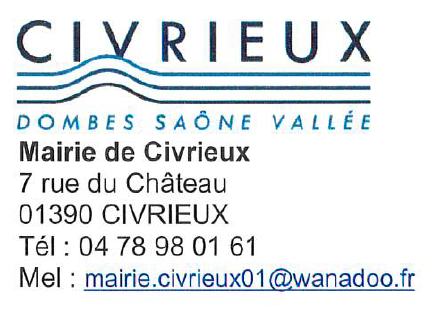 CIVRIEUX
DOMBES SAÔNE VALLÉE
Mairie de Civrieux
7 rue du Château
01390 CIVRIEUX
Tél : 04 78 98 01 61
Mel : mairie.civrieux01@wanadoo.fr